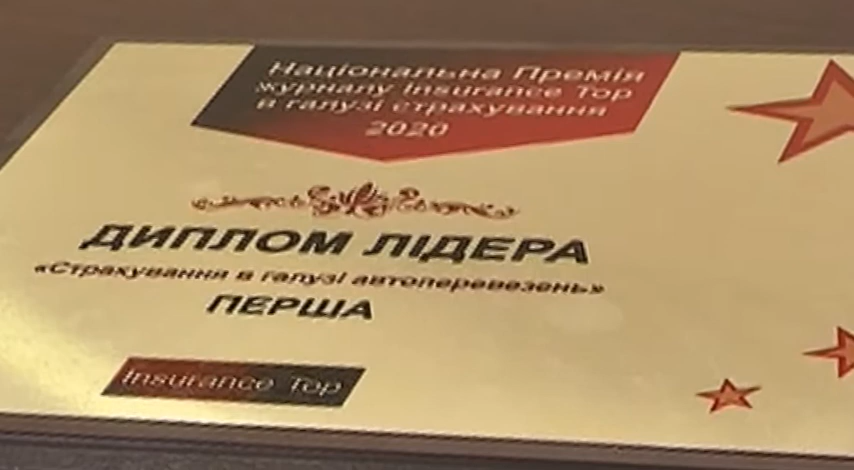 Національна Премія
журналу Insurance Top
в галузі страхування
2020
ДИПЛОМ ЛІДЕРА
«Страхування в галузі автоперевезень»
ПЕРША
Insurance Top